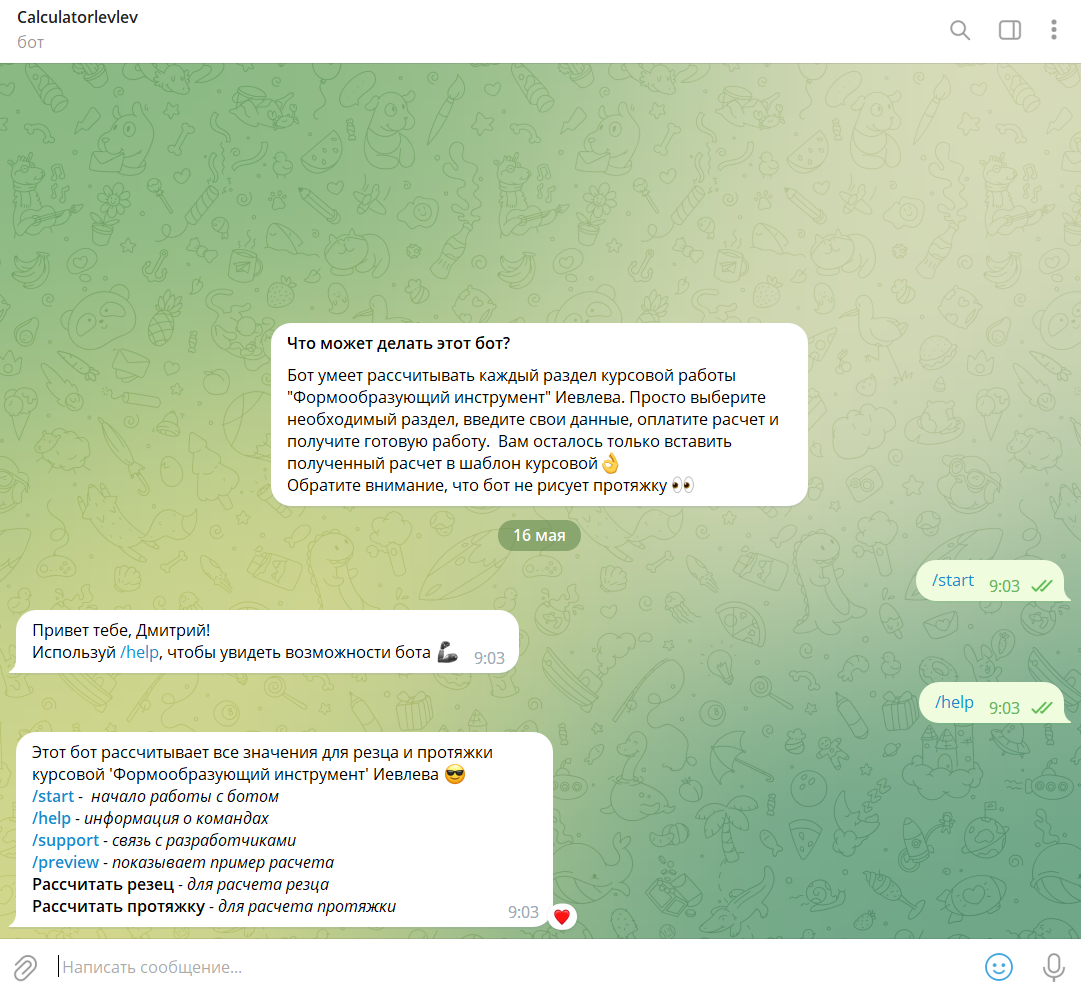 Calculatorlevlev
бот
Что может делать этот бот?
Бот умеет рассчитывать каждый раздел курсовой работы
"Формообразующий инструмент" Иевлева. Просто выберите
необходимый раздел, введите свои данные, оплатите расчет и
получите готовую работу.  Вам осталось только вставить
полученный расчет в шаблон курсовой👌
Обратите внимание, что бот не рисует протяжку 👀
16 мая
/start 9:03
Привет тебе, Дмитрий!
Используй /help, чтобы увидеть возможности бота 🦾 9:03
/help 9:03
Этот бот рассчитывает все значения для резца и протяжки
курсовой 'Формообразующий инструмент' Иевлева 😎
/start -  начало работы с ботом
/help - информация о командах
/support - связь с разработчиками
/preview - показывает пример расчета
Рассчитать резец - для расчета резца
Рассчитать протяжку - для расчета протяжки
9:03 ❤️
Написать сообщение...